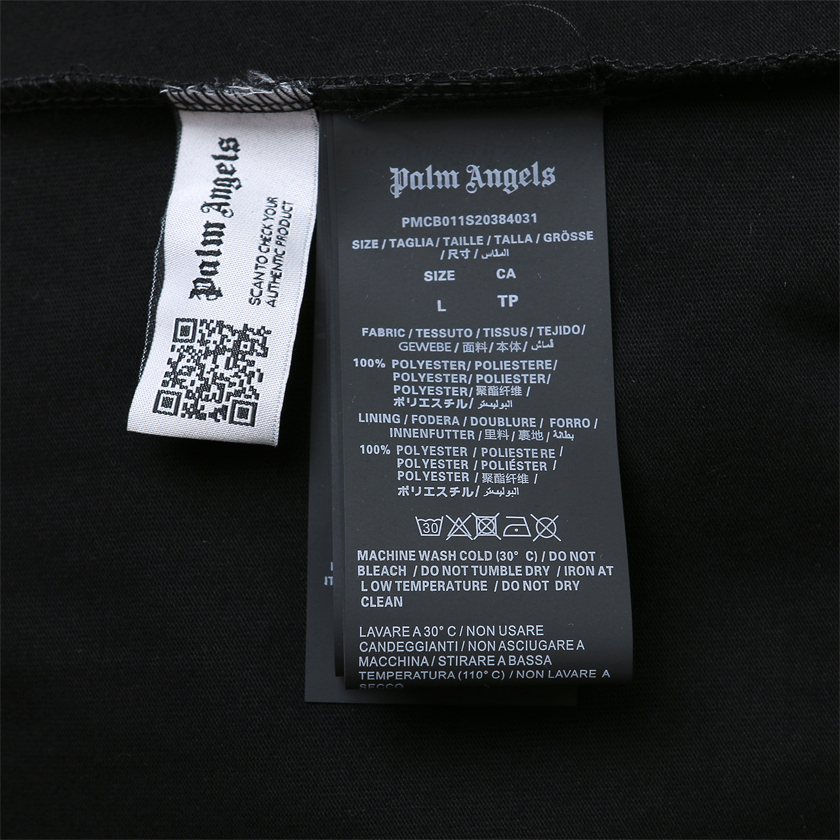 Palm Angels
SCAN TO CHECK YOUR
AUTHENTIC PRODUCT
Palm Angels
PMCB011S20384031
SIZE / TAGLIA / TAILLE / TALLA / GRÖSSE
/ 尺寸 / المقاس
SIZE CA
L TP
FABRIC / TESSUTO / TISSUS / TEJIDO/
GEWEBE / 面料 / 本体 / قماش
100% POLYESTER/ POLIESTERE/
POLYESTER/ POLIESTER/
POLYESTER/ 聚酯纤维 /
ポリエステル/ البوليستر
LINING / FODERA / DOUBLURE / FORRO /
INNENFUTTER / 里料 / 裏地 / بطانة
100% POLYESTER / POLIESTERE /
POLYESTER / POLIÉSTER /
POLYESTER / 聚酯纤维 /
ポリエステル/ البوليستر
30
MACHINE WASH COLD (30° C) / DO NOT
BLEACH / DO NOT TUMBLE DRY / IRON AT
LOW TEMPERATURE / DO NOT DRY
CLEAN
LAVARE A 30° C / NON USARE
CANDEGGIANTI / NON ASCIUGARE A
MACCHINA / STIRARE A BASSA
TEMPERATURA (110° C) / NON LAVARE A
SECCO